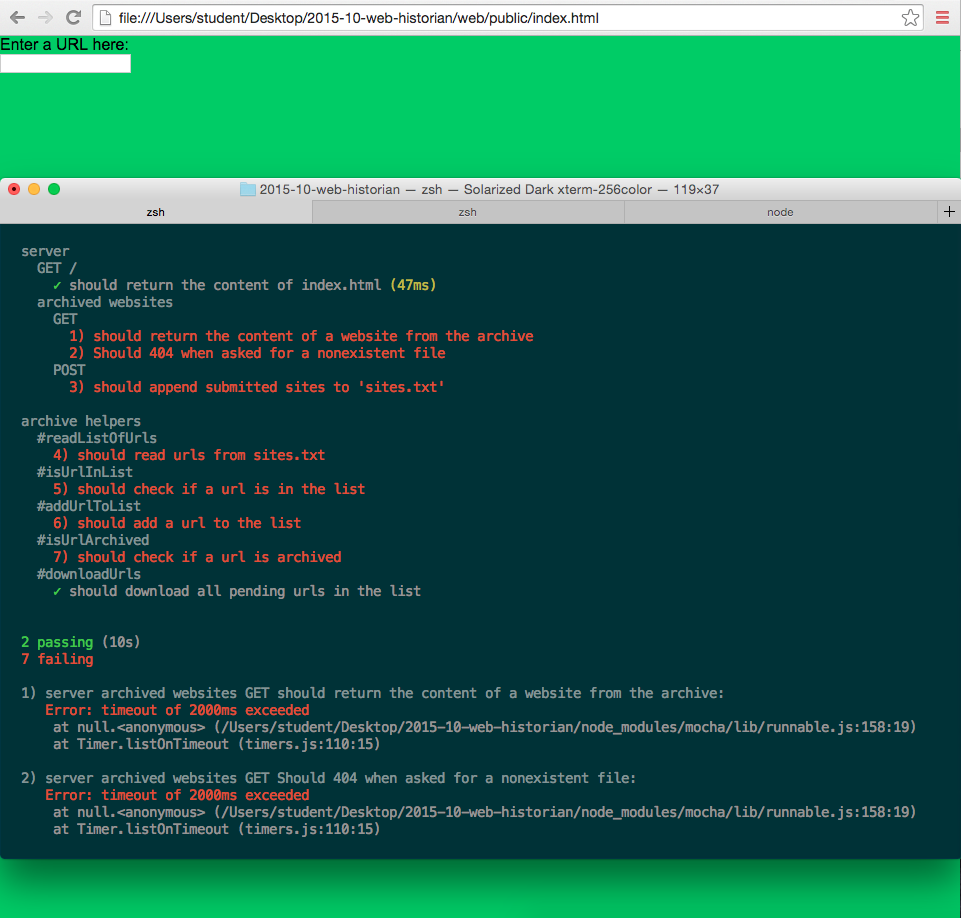 file:///Users/student/Desktop/2015-10-web-historian/web/public/index.html
Enter a URL here:
2015-10-web-historian — zsh — Solarized Dark xterm-256color — 119×37
zsh zsh node +
server
GET /
✓ should return the content of index.html (47ms)
archived websites
GET
1) should return the content of a website from the archive
2) Should 404 when asked for a nonexistent file
POST
3) should append submitted sites to 'sites.txt'
archive helpers
#readListOfUrls
4) should read urls from sites.txt
#isUrlInList
5) should check if a url is in the list
#addUrlToList
6) should add a url to the list
#isUrlArchived
7) should check if a url is archived
#downloadUrls
✓ should download all pending urls in the list
2 passing (10s)
7 failing
1) server archived websites GET should return the content of a website from the archive:
Error: timeout of 2000ms exceeded
at null.<anonymous> (/Users/student/Desktop/2015-10-web-historian/node_modules/mocha/lib/runnable.js:158:19)
at Timer.listOnTimeout (timers.js:110:15)
2) server archived websites GET Should 404 when asked for a nonexistent file:
Error: timeout of 2000ms exceeded
at null.<anonymous> (/Users/student/Desktop/2015-10-web-historian/node_modules/mocha/lib/runnable.js:158:19)
at Timer.listOnTimeout (timers.js:110:15)